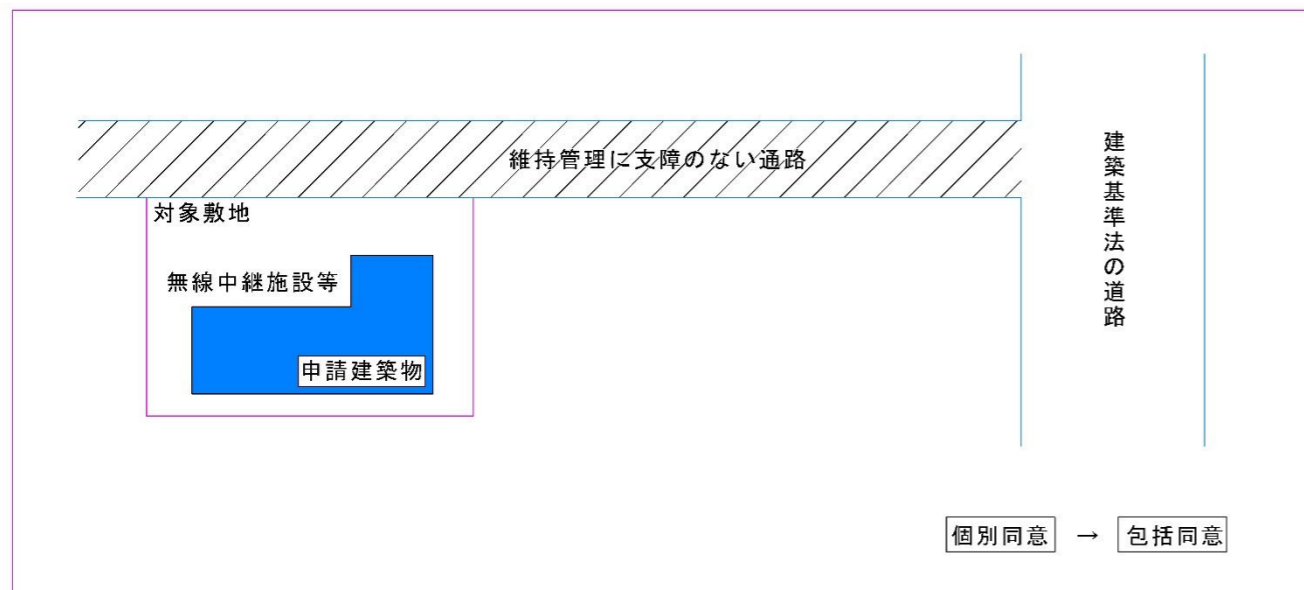 維持管理に支障のない通路
建築基準法の道路
対象敷地
無線中継施設等
申請建築物
個別同意 → 包括同意